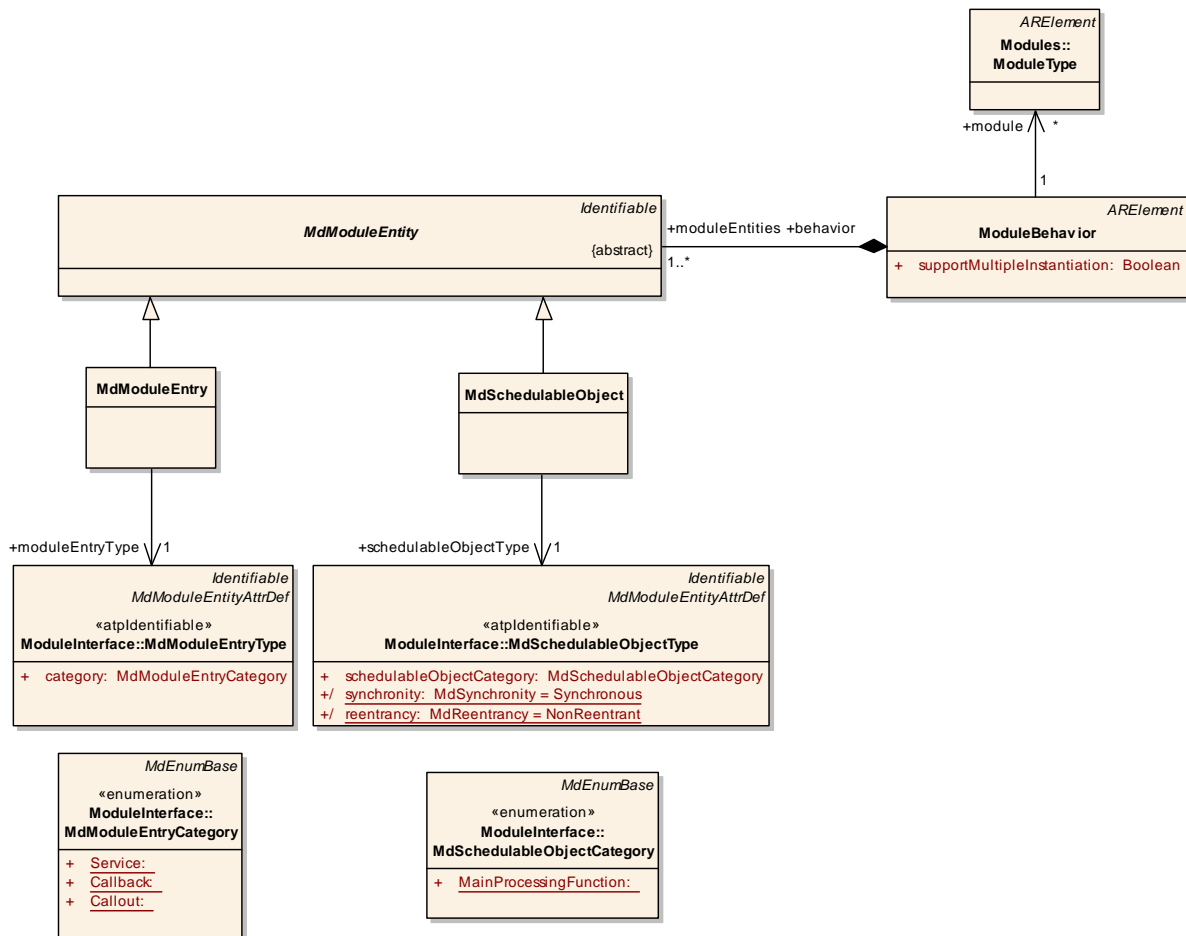 ARElement
Modules::
ModuleType
+module
*
1
Identifiable
MdModuleEntity
{abstract}
+moduleEntities +behavior
1..*
ARElement
ModuleBehavior
+ supportMultipleInstantiation: Boolean
MdModuleEntry
MdSchedulableObject
+moduleEntryType
1
+schedulableObjectType
1
Identifiable
MdModuleEntityAttrDef
«atpIdentifiable»
ModuleInterface::MdModuleEntryType
+ category: MdModuleEntryCategory
Identifiable
MdModuleEntityAttrDef
«atpIdentifiable»
ModuleInterface::MdSchedulableObjectType
+ schedulableObjectCategory: MdSchedulableObjectCategory
+/ synchronity: MdSynchronity = Synchronous
+/ reentrancy: MdReentrancy = NonReentrant
MdEnumBase
«enumeration»
ModuleInterface::
MdModuleEntryCategory
+ Service:
+ Callback:
+ Callout:
MdEnumBase
«enumeration»
ModuleInterface::
MdSchedulableObjectCategory
+ MainProcessingFunction: